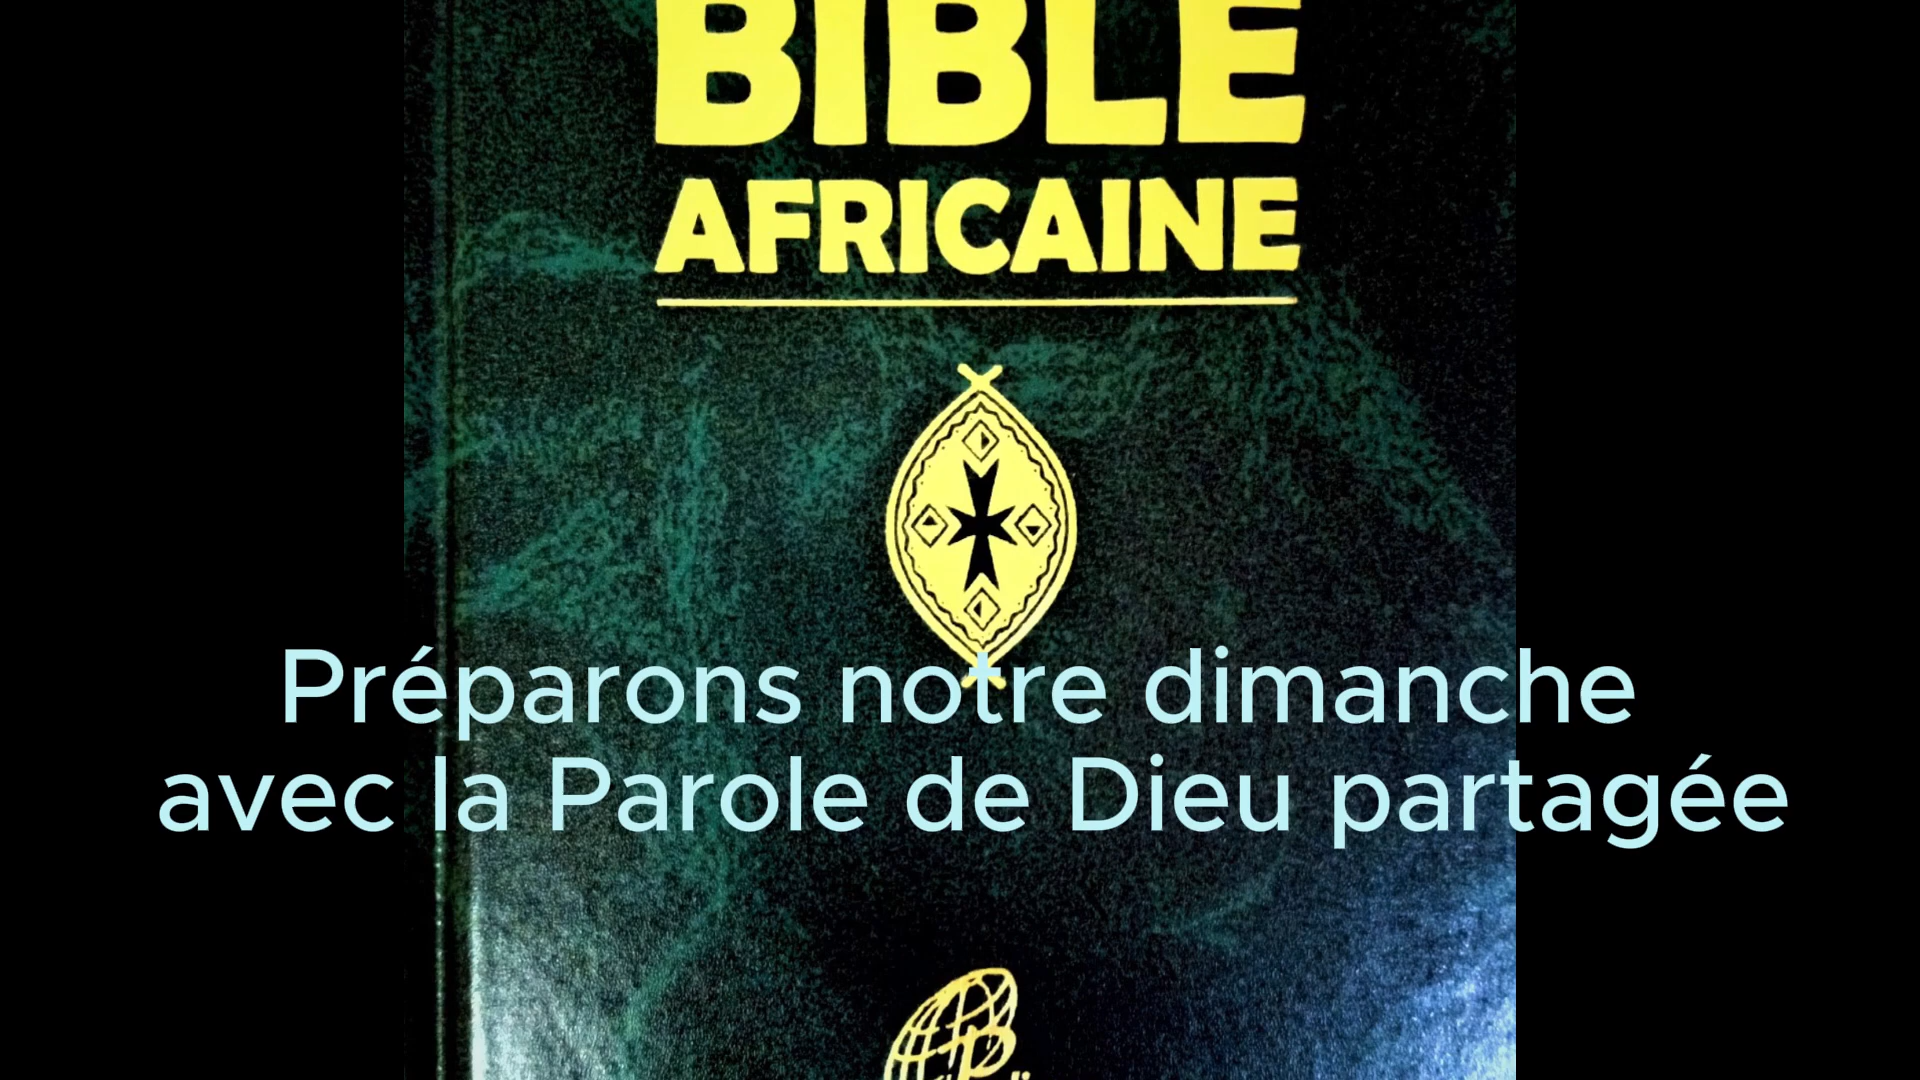 BIBLE
AFRICAINE
Préparons notre dimanche
avec la Parole de Dieu partagée